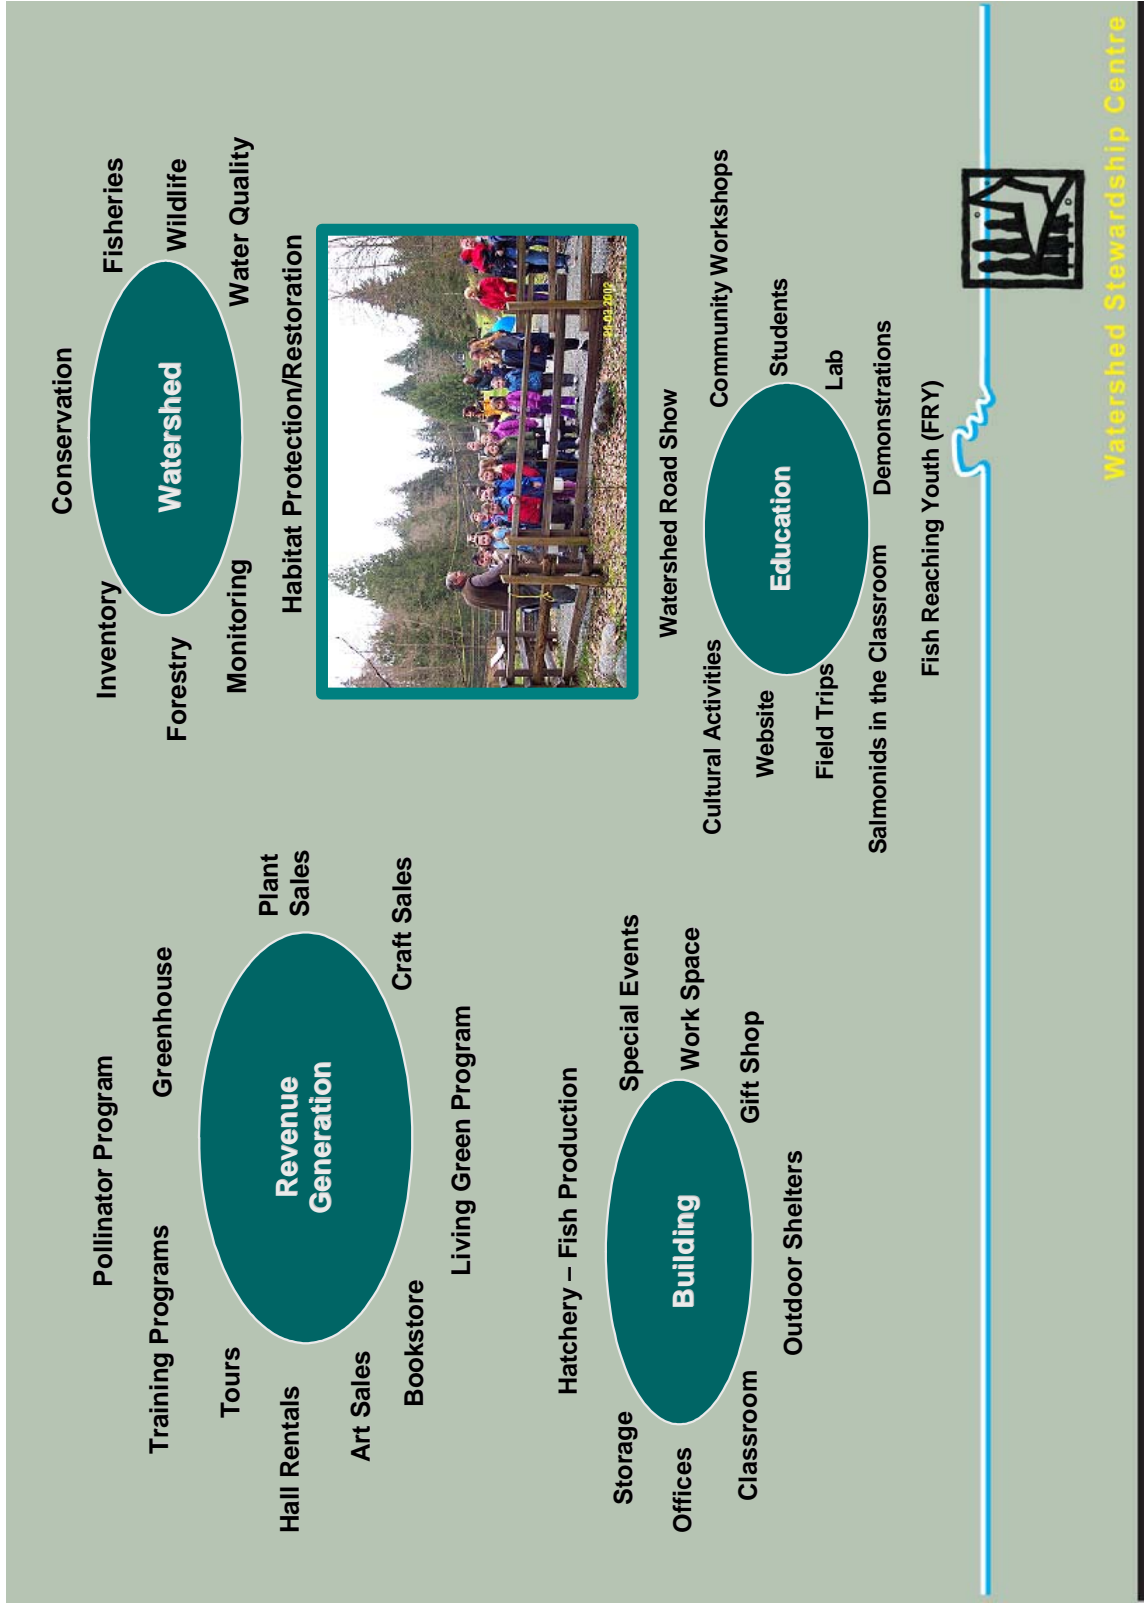 Pollinator Program
Training Programs
Greenhouse
Tours
Plant
Sales
Hall Rentals
Revenue
Generation
Art Sales
Craft Sales
Bookstore
Living Green Program
Conservation
Inventory
Fisheries
Forestry
Watershed
Wildlife
Monitoring
Water Quality
Habitat Protection/Restoration
21.03.2002
Hatchery – Fish Production
Storage
Special Events
Offices
Building
Work Space
Classroom
Gift Shop
Outdoor Shelters
Watershed Road Show
Cultural Activities
Community Workshops
Website
Education
Students
Field Trips
Lab
Salmonids in the Classroom
Demonstrations
Fish Reaching Youth (FRY)
Watershed Stewardship Centre